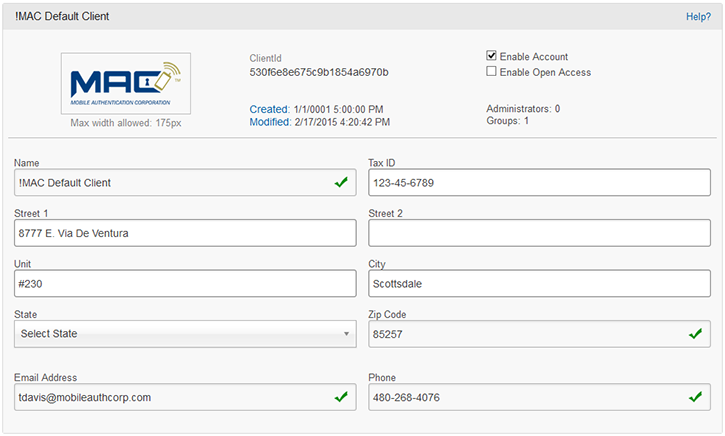 !MAC Default Client
Help?
MAC™
MOBILE AUTHENTICATION CORPORATION
Max width allowed: 175px
ClientId
530f6e8e675c9b1854a6970b
Created: 1/1/0001 5:00:00 PM
Modified: 2/17/2015 4:20:42 PM
Enable Account
Enable Open Access
Administrators: 0
Groups: 1
Name
Tax ID
!MAC Default Client
123-45-6789
Street 1
Street 2
8777 E. Via De Ventura
Unit
City
#230
Scottsdale
State
Zip Code
Select State
85257
Email Address
Phone
tdavis@mobileauthcorp.com
480-268-4076